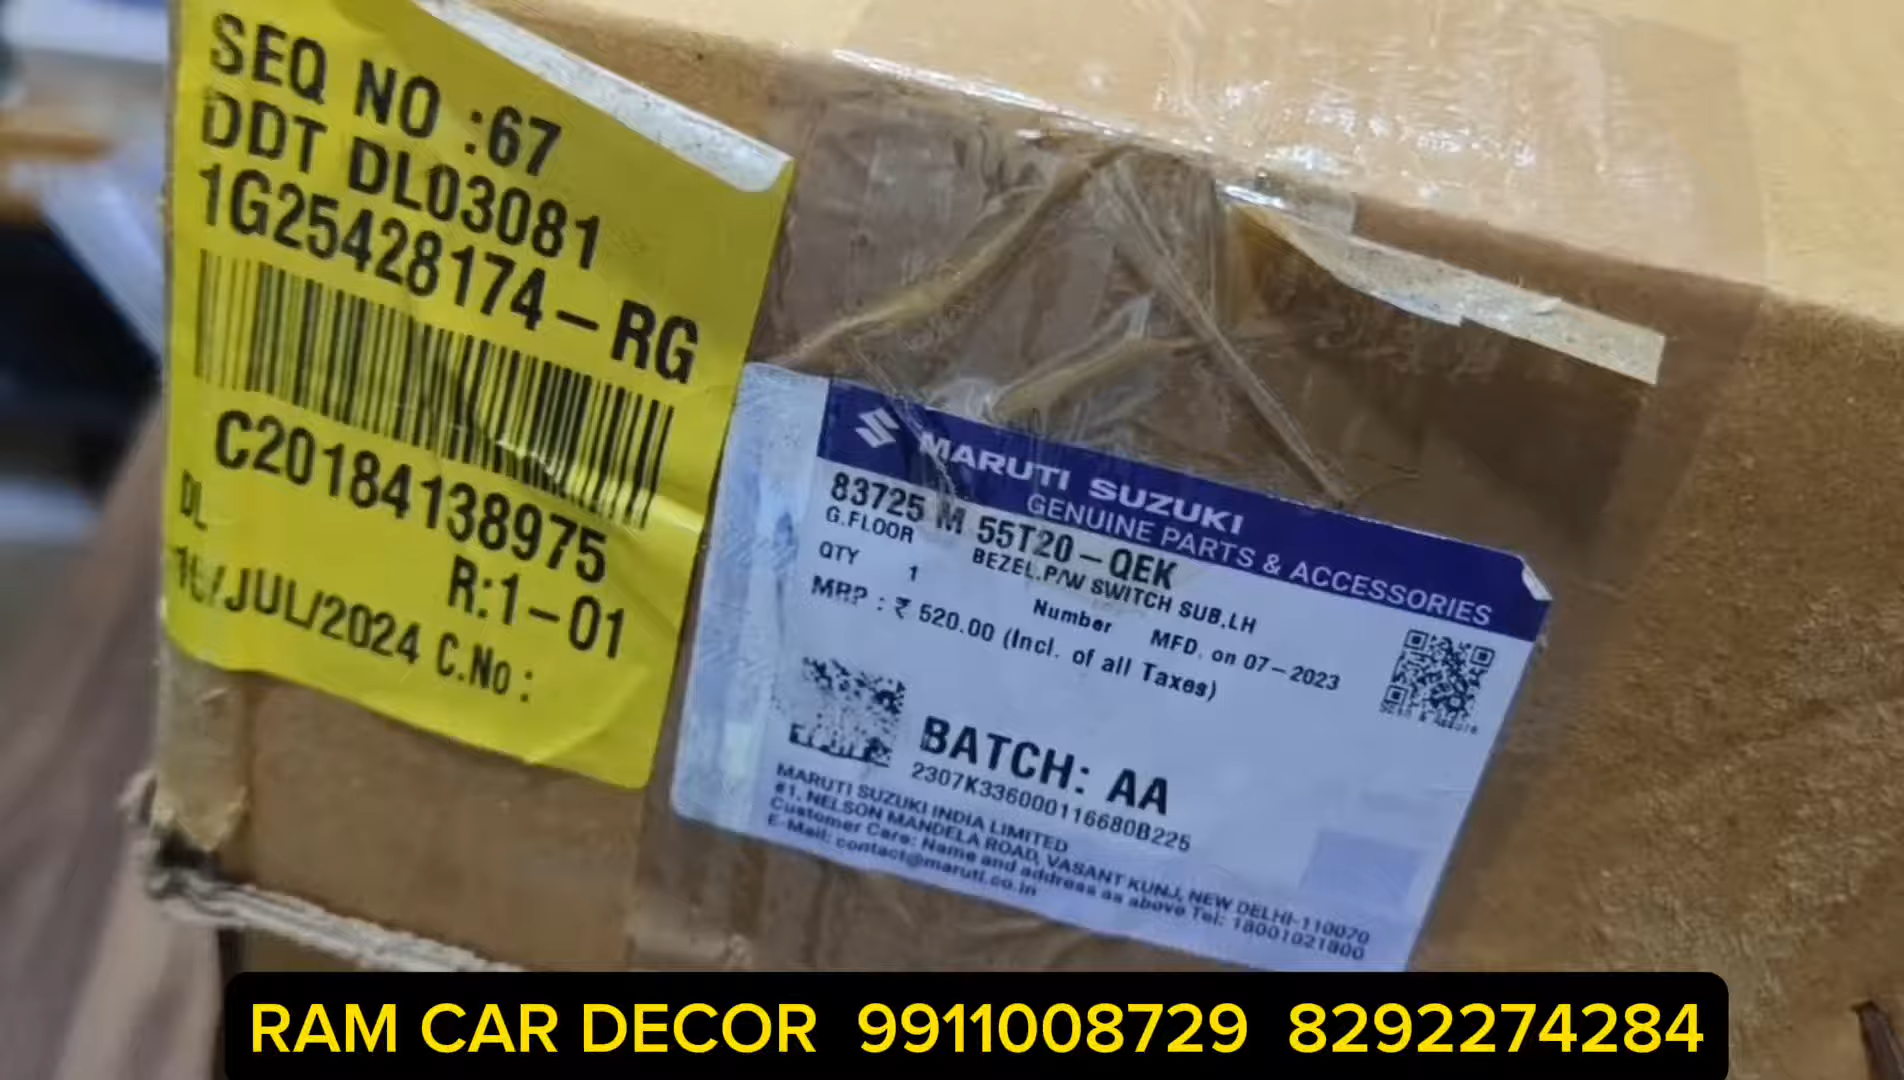 SEQ NO :67
DDT DL03081
1G25428174-RG
C20184138975
DL
R:1-01
/JUL/2024 C.No :
MARUTI SUZUKI
GENUINE PARTS & ACCESSORIES
83725 M 55T20-QEK
G.FLOOR BEZEL,P/W SWITCH SUB,LH
QTY 1 Number MFD. on 07-2023
MRP : ₹ 520.00 (Incl. of all Taxes)
BATCH: AA
2307K336000116680B225
MARUTI SUZUKI INDIA LIMITED
#1, NELSON MANDELA ROAD, VASANT KUNJ, NEW DELHI-110070
Customer Care: Name and address as above Tel: 18001021800
E-Mail: contact@maruti.co.in
RAM CAR DECOR 9911008729 8292274284